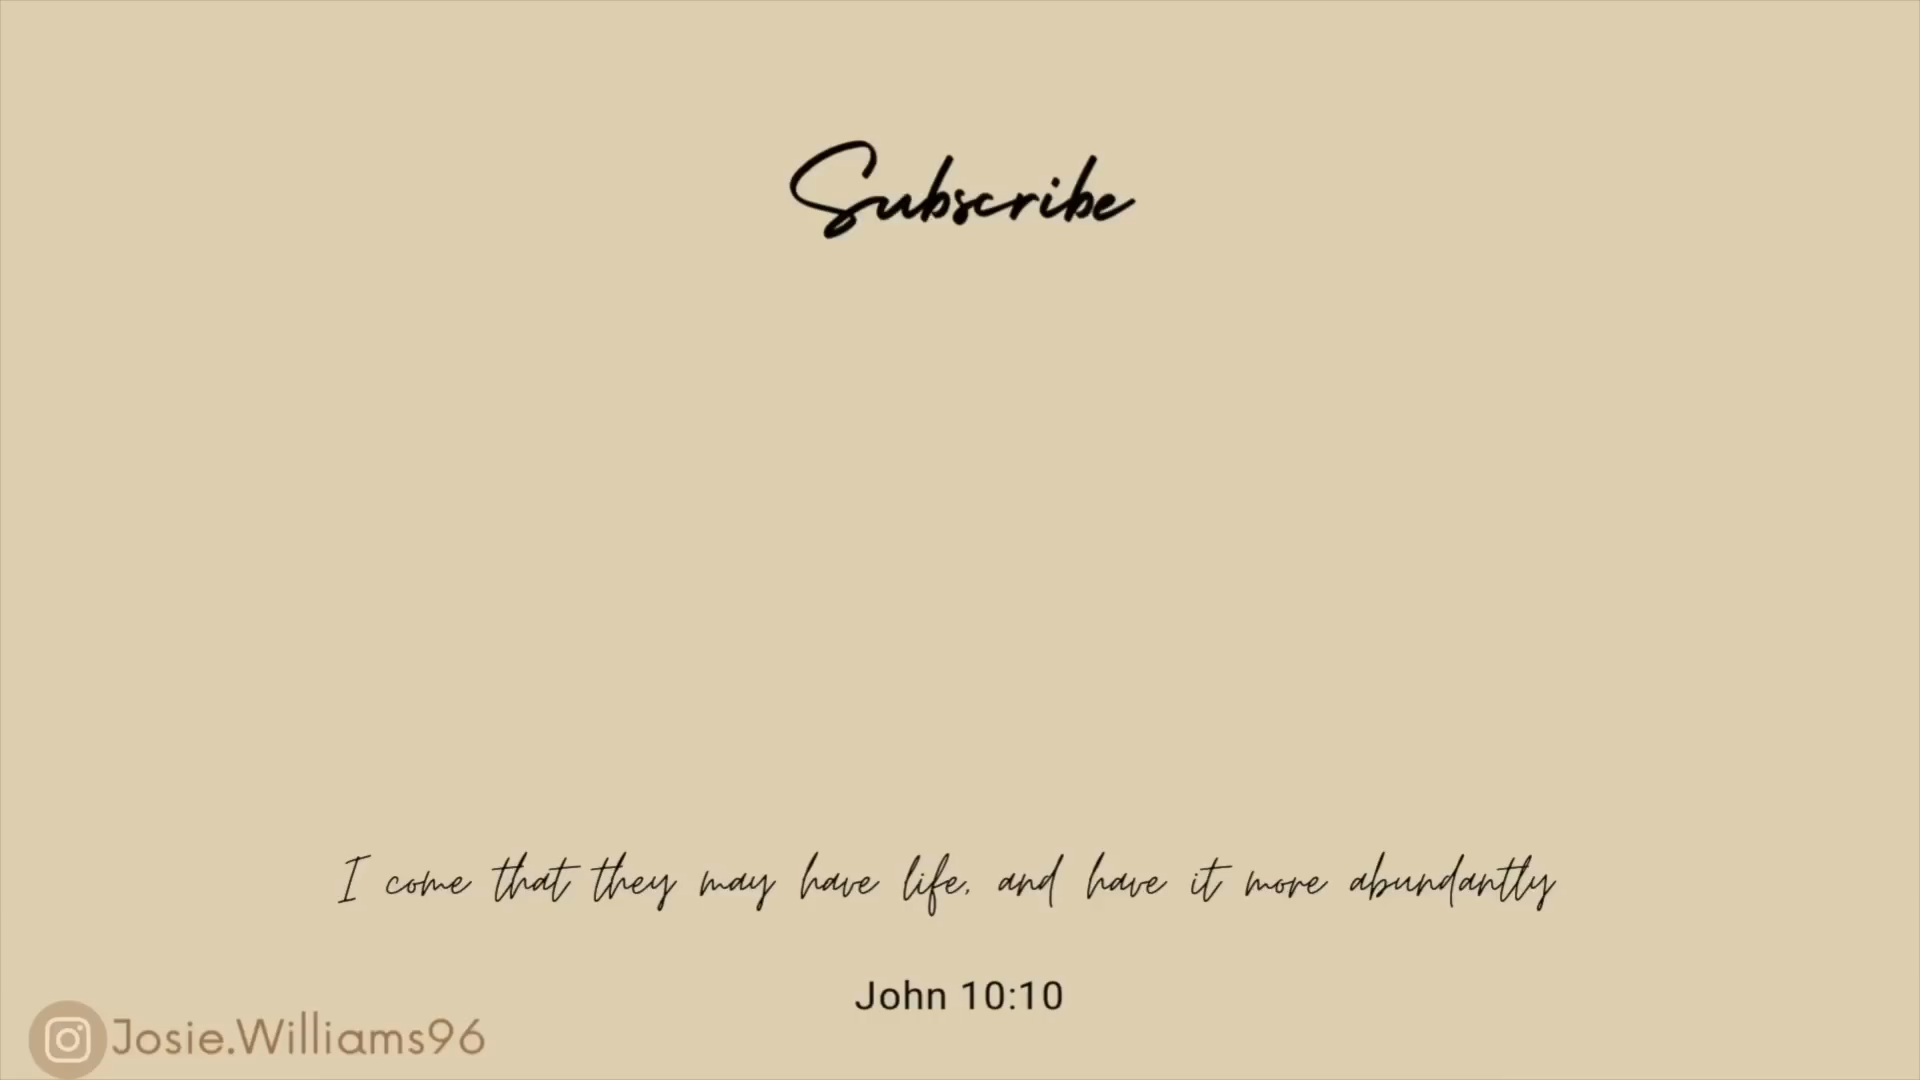 Subscribe
I come that they may have life, and have it more abundantly
John 10:10
Josie.Williams96